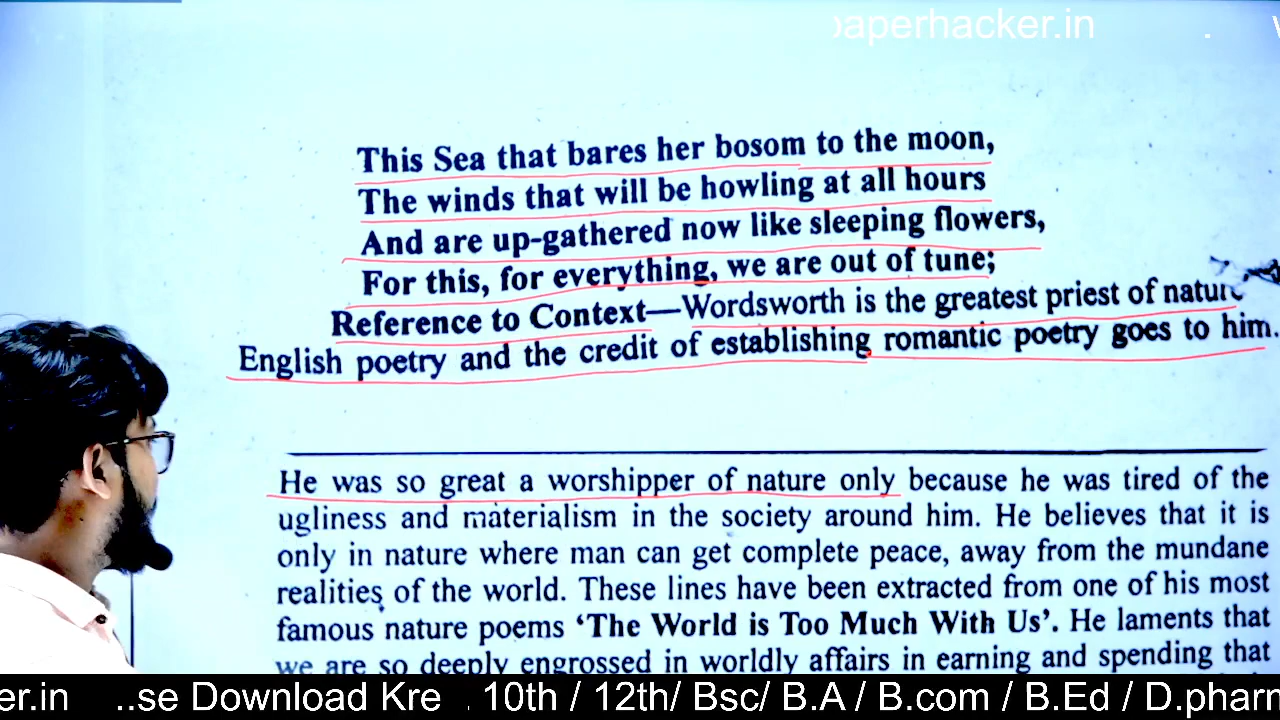 paperhacker.in .
This Sea that bares her bosom to the moon,
The winds that will be howling at all hours
And are up-gathered now like sleeping flowers,
For this, for everything, we are out of tune;
Reference to Context—Wordsworth is the greatest priest of nature
English poetry and the credit of establishing romantic poetry goes to him.
He was so great a worshipper of nature only because he was tired of the
ugliness and materialism in the society around him. He believes that it is
only in nature where man can get complete peace, away from the mundane
realities of the world. These lines have been extracted from one of his most
famous nature poems ‘The World is Too Much With Us’. He laments that
we are so deeply engrossed in worldly affairs in earning and spending that
er.in ..se Download Kre . 10th / 12th/ Bsc/ B.A / B.com / B.Ed / D.pharn